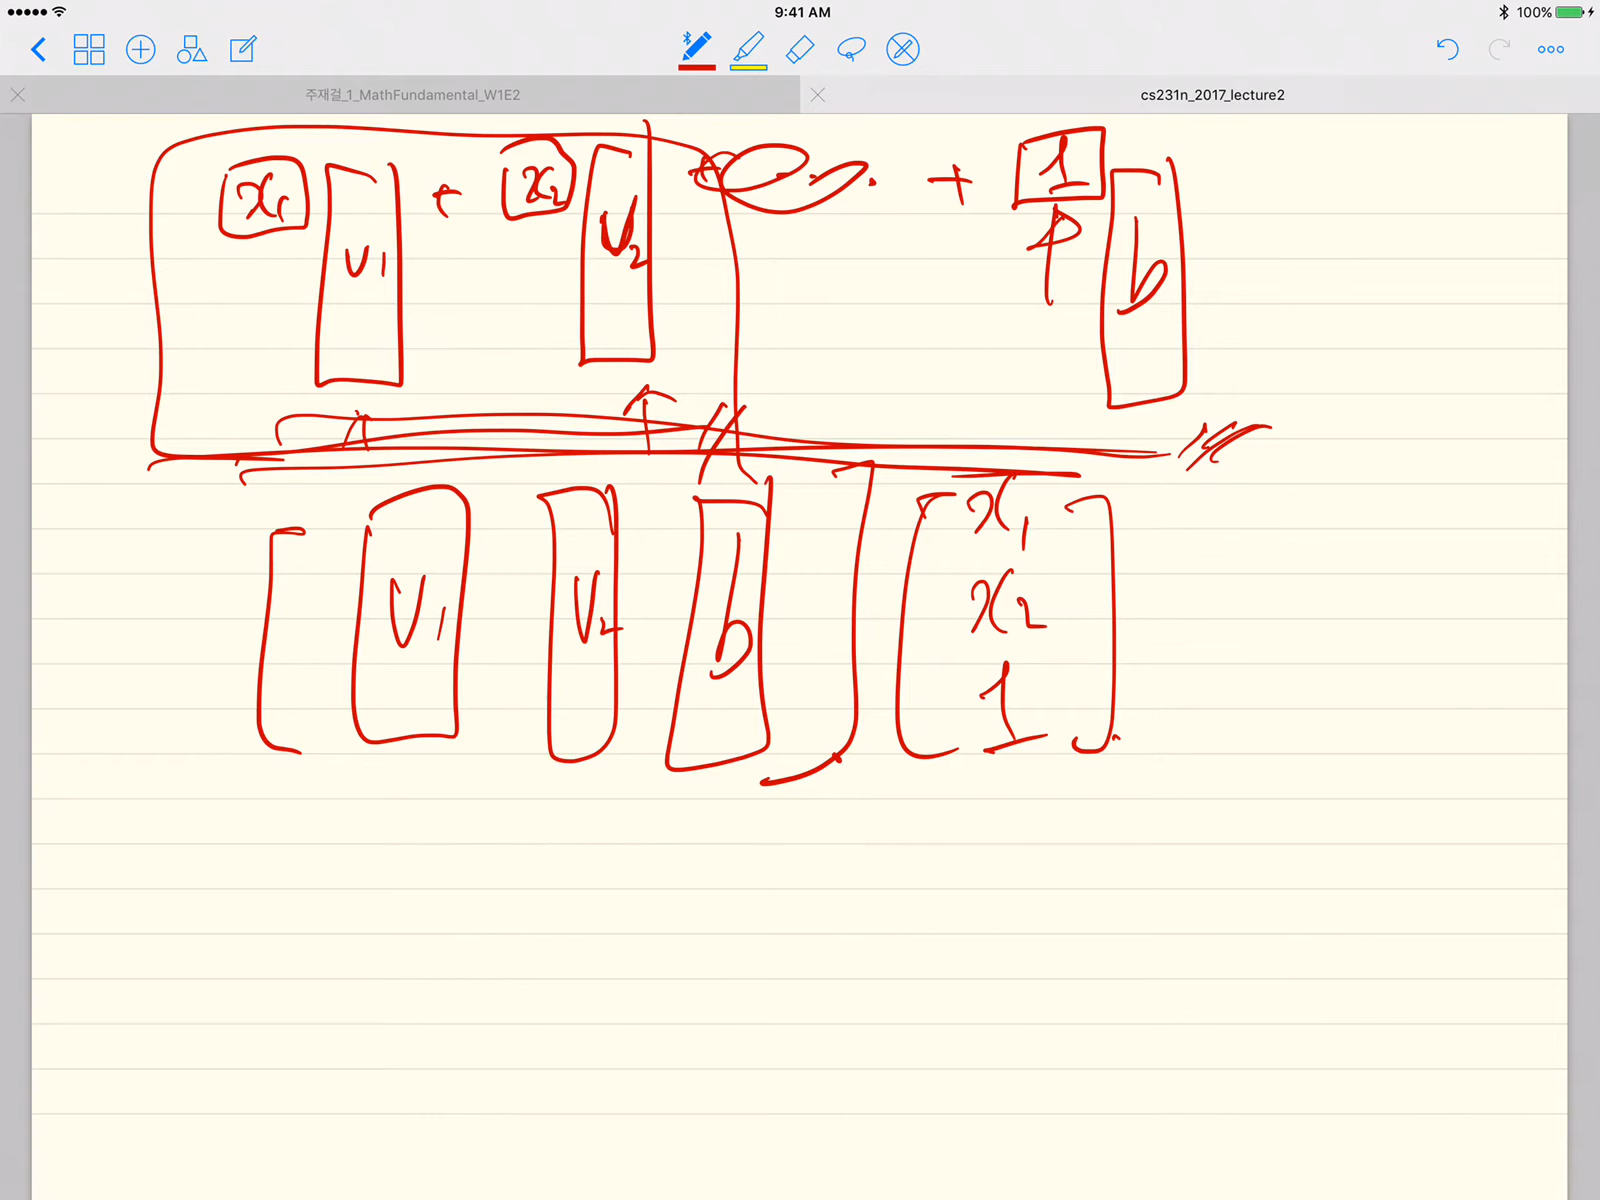 9:41 AM
100%
주재걸_1_MathFundamental_W1E2
cs231n_2017_lecture2
x₁ v₁ + x₂ v₂ + 1 b
v₁ v₂ b x₁
x₂
1